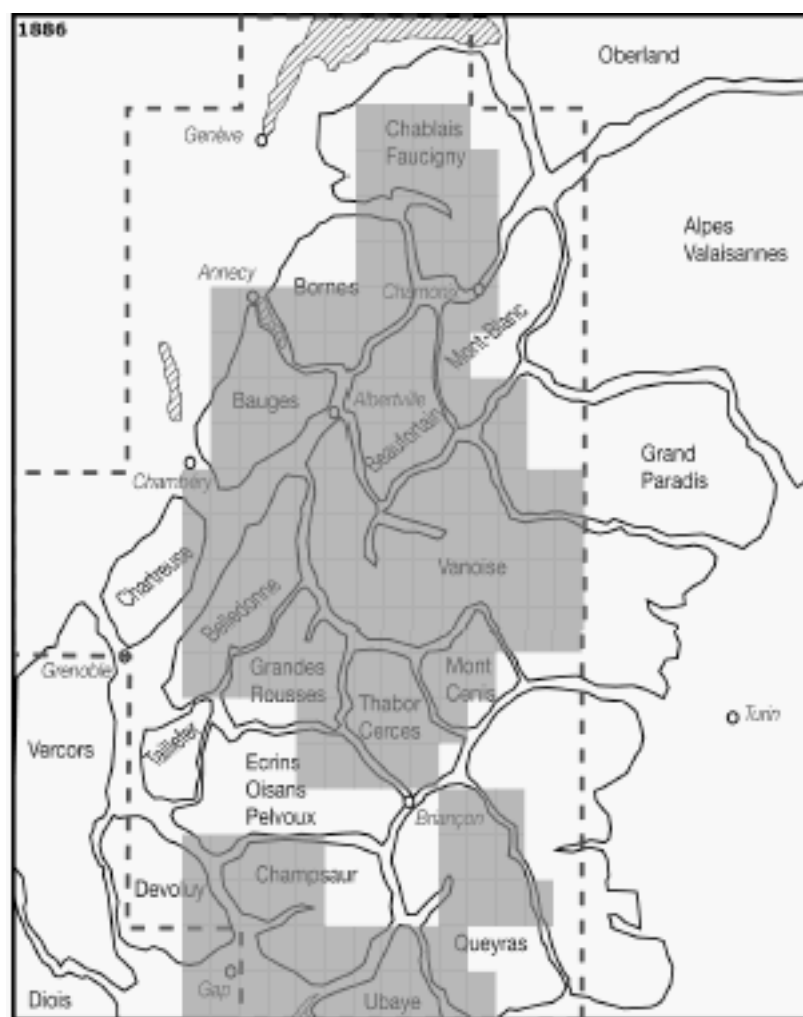 1886
Oberland
Genève
Chablais
Faucigny
Alpes
Valaisannes
Annecy
Bornes
Chamonix
Mont-Blanc
Bauges
Albertville
Beaufortain
Grand
Paradis
Chambéry
Chartreuse
Vanoise
Belledonne
Grenoble
Grandes
Rousses
Mont
Cenis
Thabor
Cerces
Turin
Vercors
Taillefer
Ecrins
Oisans
Pelvoux
Briançon
Devoluy
Champsaur
Queyras
Gap
Diois
Ubaye